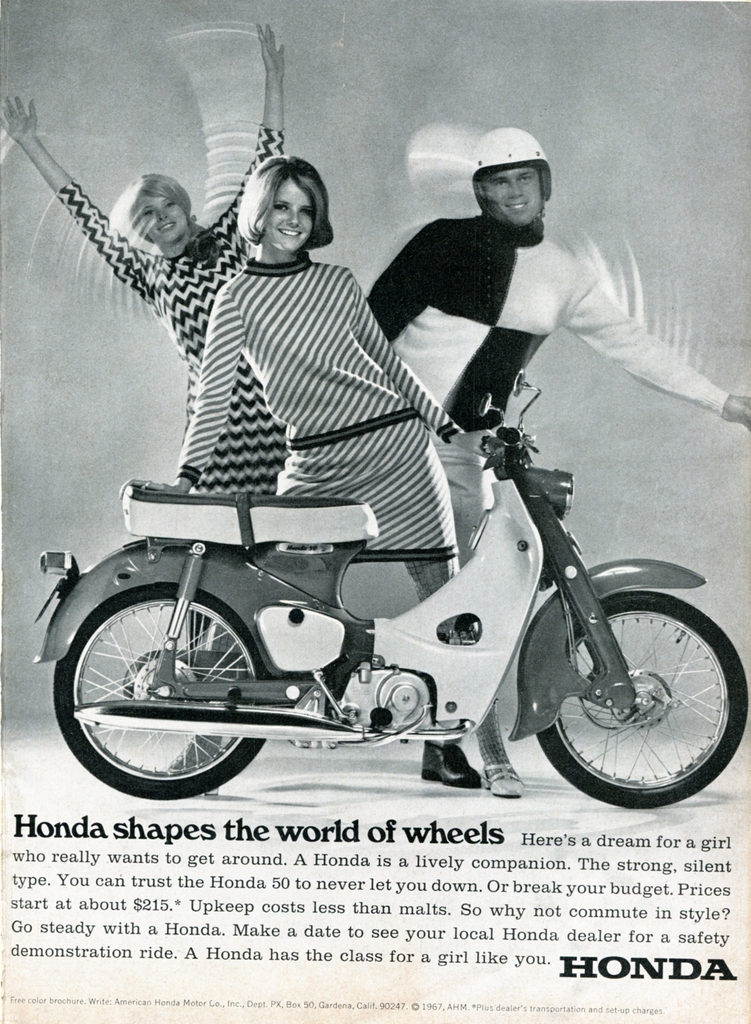 Honda 50
Honda shapes the world of wheels Here's a dream for a girl
who really wants to get around. A Honda is a lively companion. The strong, silent
type. You can trust the Honda 50 to never let you down. Or break your budget. Prices
start at about $215.* Upkeep costs less than malts. So why not commute in style?
Go steady with a Honda. Make a date to see your local Honda dealer for a safety
demonstration ride. A Honda has the class for a girl like you. HONDA
Free color brochure. Write: American Honda Motor Co., Inc., Dept. PX, Box 50, Gardena, Calif. 90247. © 1967, AHM. *Plus dealer's transportation and set-up charges.